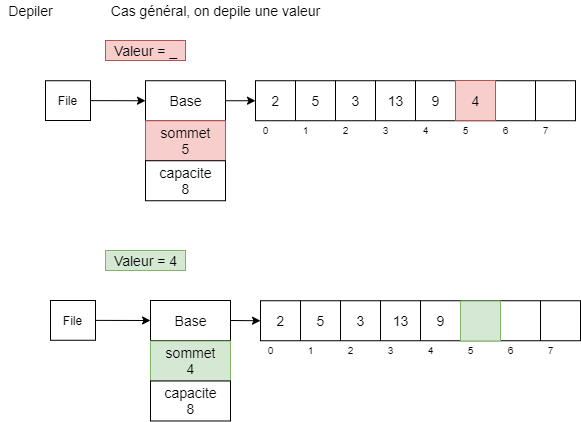 Depiler Cas général, on depile une valeur
Valeur = _
File Base 2 5 3 13 9 4
0 1 2 3 4 5 6 7
sommet
5
capacite
8
Valeur = 4
File Base 2 5 3 13 9
0 1 2 3 4 5 6 7
sommet
4
capacite
8